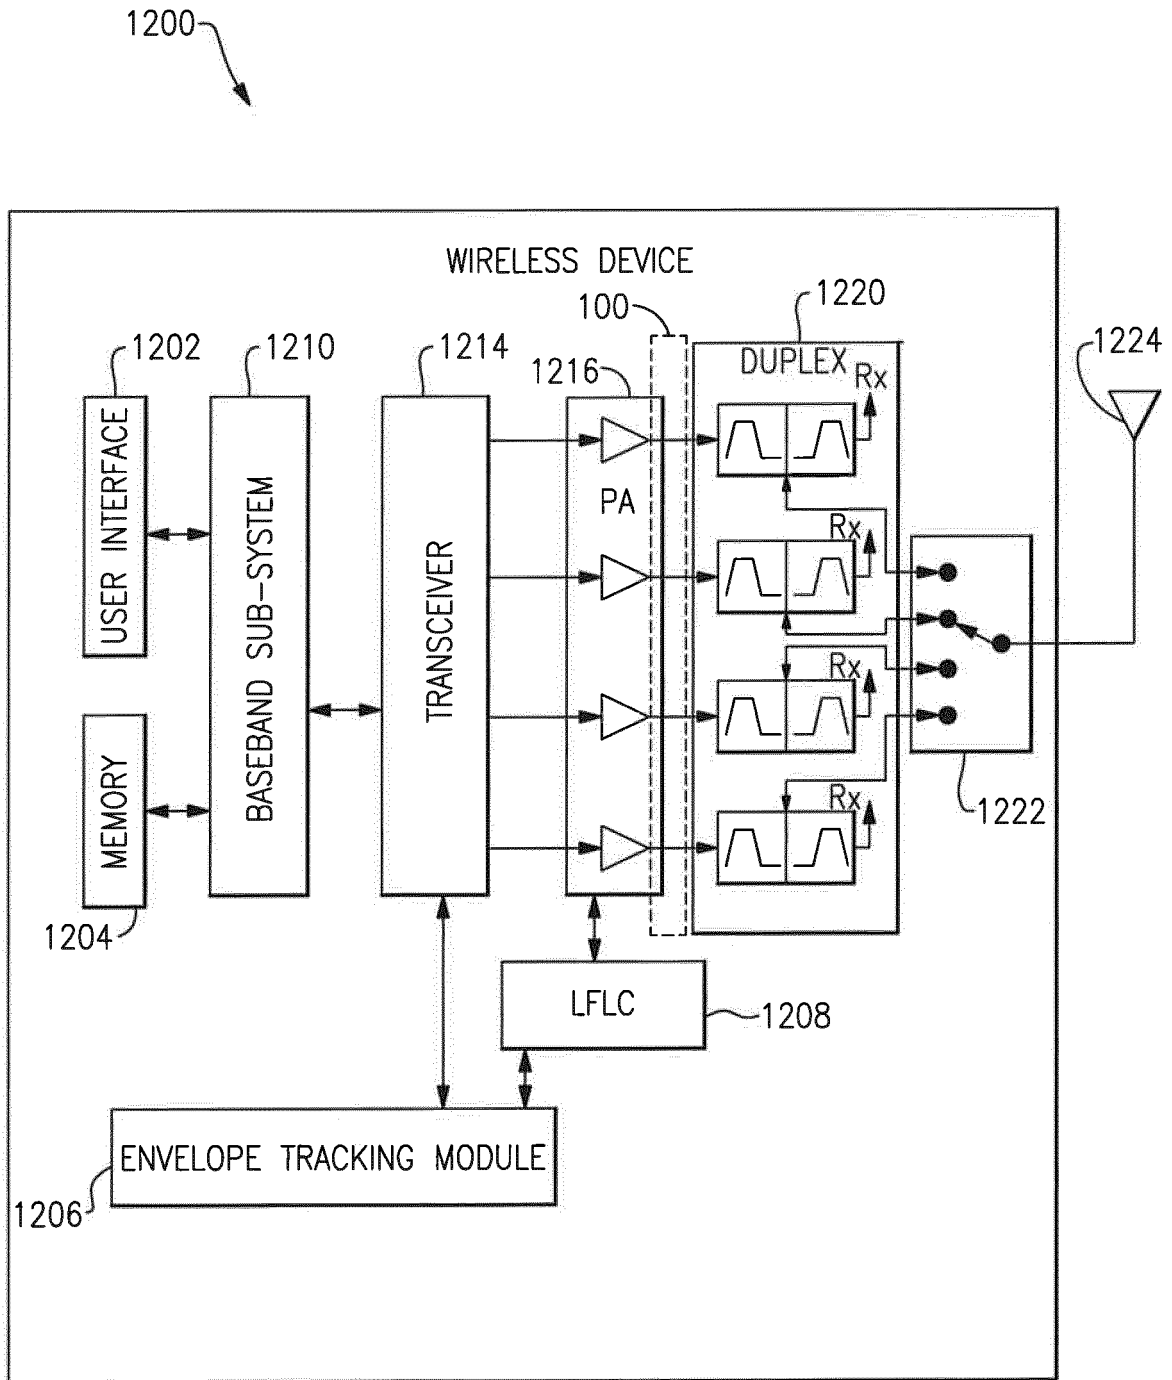 1200
WIRELESS DEVICE
100
1220
1202
1210
1214
1216
1224
DUPLEX
Rx
USER INTERFACE
BASEBAND SUB-SYSTEM
TRANSCEIVER
PA
Rx
Rx
MEMORY
Rx
1222
1204
LFLC
1208
ENVELOPE TRACKING MODULE
1206